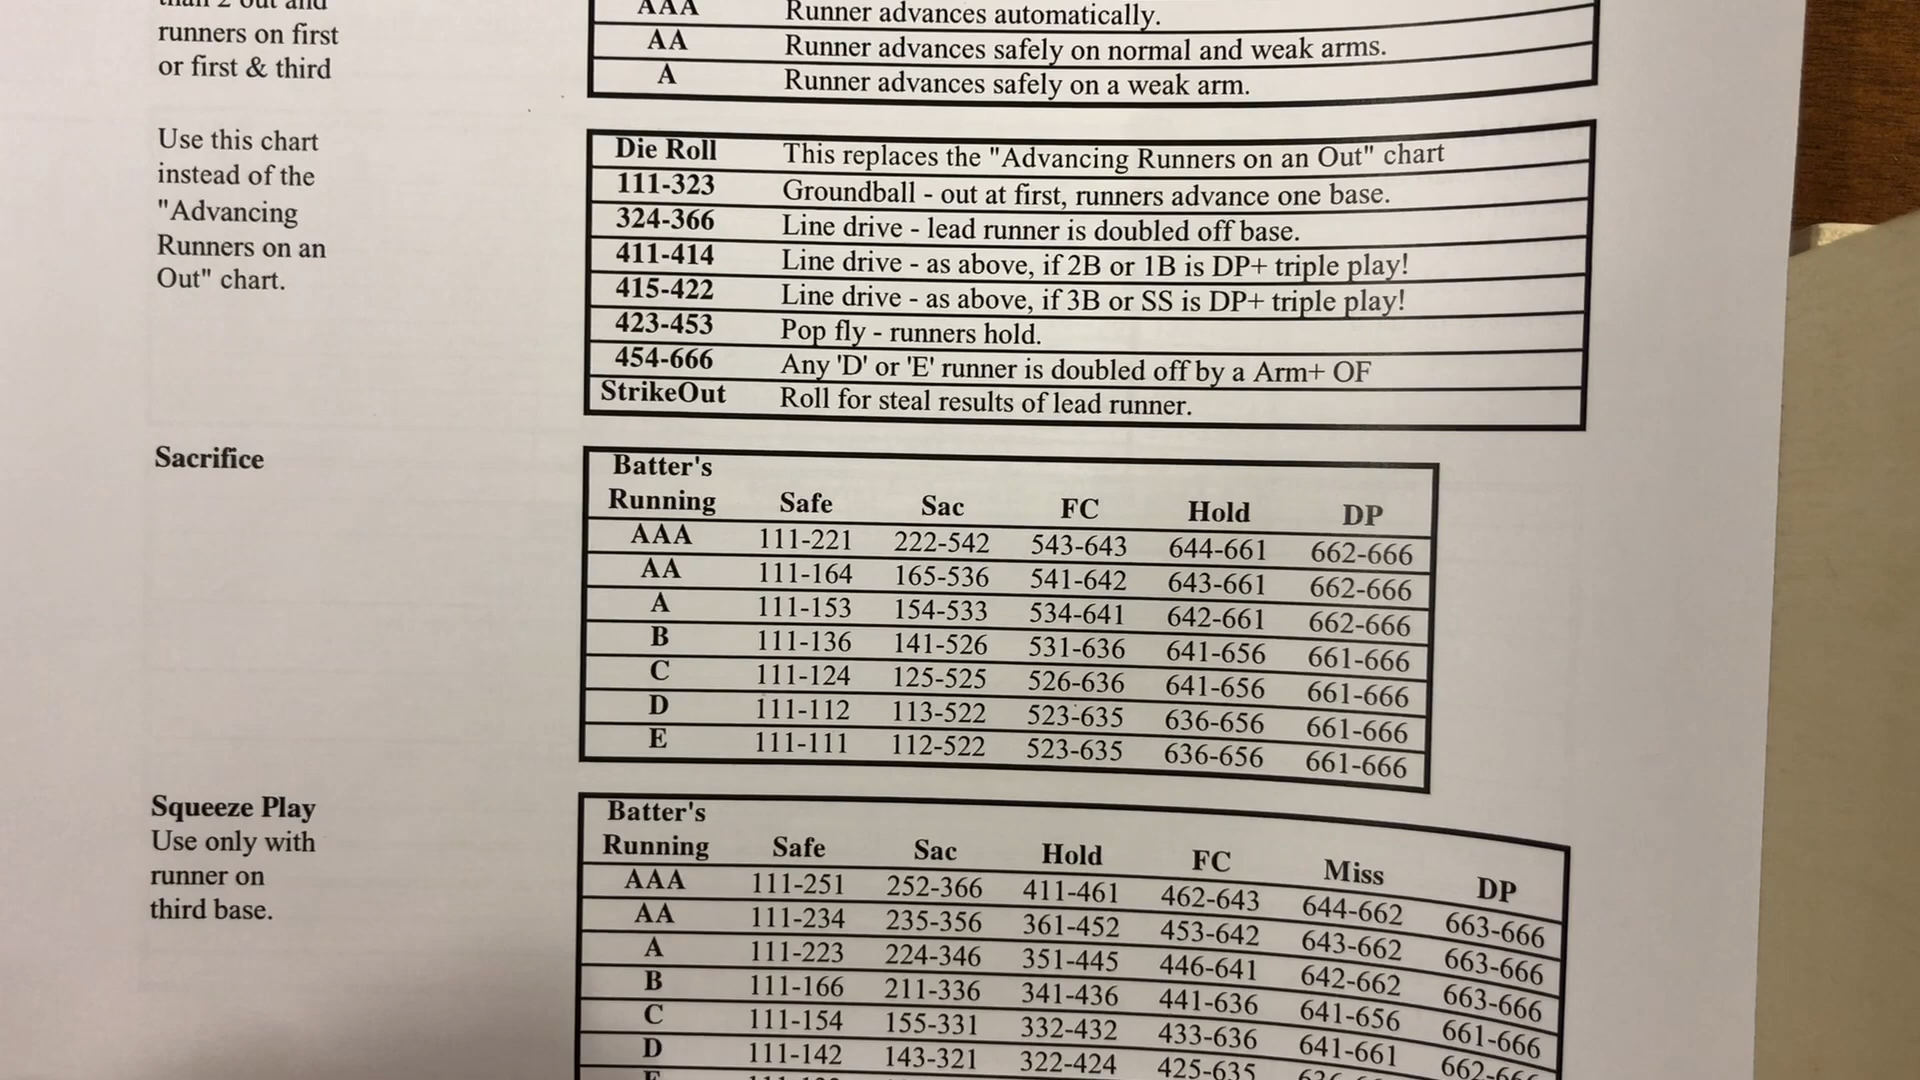 than 2 out and
runners on first
or first & third
AAA Runner advances automatically.
AA Runner advances safely on normal and weak arms.
A Runner advances safely on a weak arm.
Use this chart
instead of the
"Advancing
Runners on an
Out" chart.
Die Roll This replaces the "Advancing Runners on an Out" chart
111-323 Groundball - out at first, runners advance one base.
324-366 Line drive - lead runner is doubled off base.
411-414 Line drive - as above, if 2B or 1B is DP+ triple play!
415-422 Line drive - as above, if 3B or SS is DP+ triple play!
423-453 Pop fly - runners hold.
454-666 Any 'D' or 'E' runner is doubled off by a Arm+ OF
StrikeOut Roll for steal results of lead runner.
Sacrifice
Batter's
Running Safe Sac FC Hold DP
AAA 111-221 222-542 543-643 644-661 662-666
AA 111-164 165-536 541-642 643-661 662-666
A 111-153 154-533 534-641 642-661 662-666
B 111-136 141-526 531-636 641-656 661-666
C 111-124 125-525 526-636 641-656 661-666
D 111-112 113-522 523-635 636-656 661-666
E 111-111 112-522 523-635 636-656 661-666
Squeeze Play
Use only with
runner on
third base.
Batter's
Running Safe Sac Hold FC Miss DP
AAA 111-251 252-366 411-461 462-643 644-662 663-666
AA 111-234 235-356 361-452 453-642 643-662 663-666
A 111-223 224-346 351-445 446-641 642-662 663-666
B 111-166 211-336 341-436 441-636 641-656 661-666
C 111-154 155-331 332-432 433-636 641-661 662-666
D 111-142 143-321 322-424 425-635